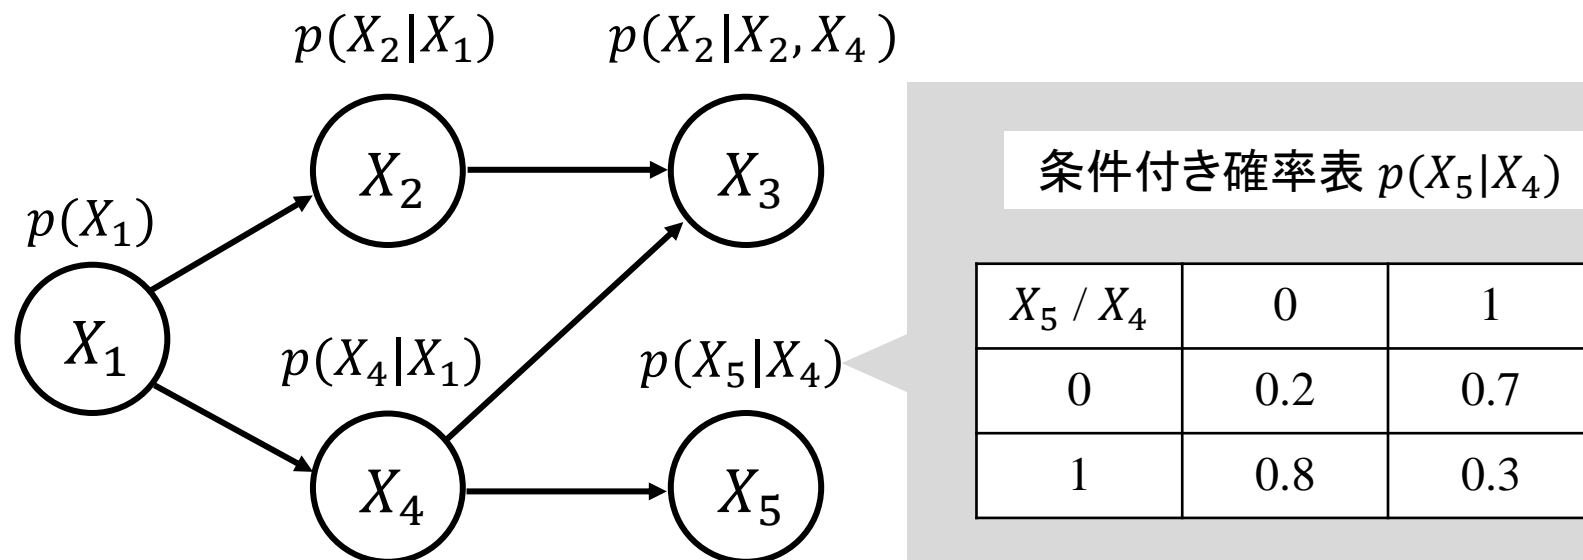 p(X₂|X₁)
p(X₂|X₂, X₄ )
X₂
X₃
p(X₁)
X₁
p(X₄|X₁)
p(X₅|X₄)
X₄
X₅
条件付き確率表 p(X₅|X₄)
X₅ / X₄ 0 1
0 0.2 0.7
1 0.8 0.3